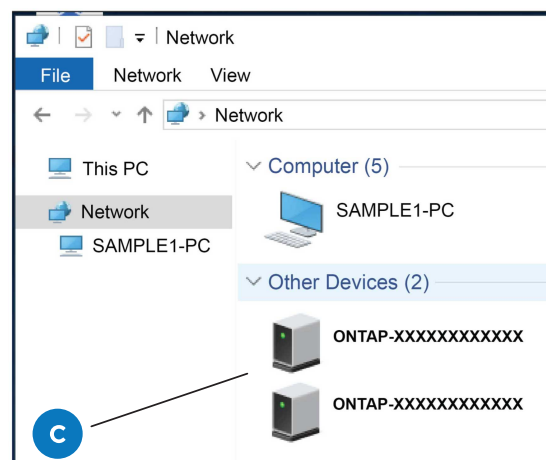 Network
File Network View
Network
This PC
Network
SAMPLE1-PC
Computer (5)
SAMPLE1-PC
Other Devices (2)
ONTAP-XXXXXXXXXXXX
ONTAP-XXXXXXXXXXXX
C